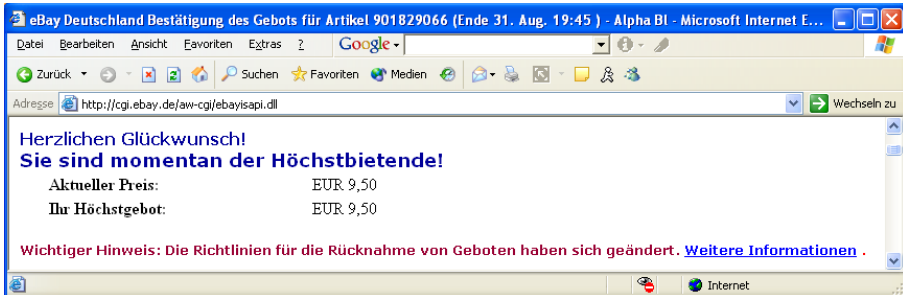 eBay Deutschland Bestätigung des Gebots für Artikel 901829066 (Ende 31. Aug. 19:45 ) - Alpha Bl - Microsoft Internet E...
Datei Bearbeiten Ansicht Favoriten Extras ? Google
Zurück Suchen Favoriten Medien
Adresse http://cgi.ebay.de/aw-cgi/ebayisapi.dll Wechseln zu
Herzlichen Glückwunsch!
Sie sind momentan der Höchstbietende!
Aktueller Preis: EUR 9,50
Ihr Höchstgebot: EUR 9,50
Wichtiger Hinweis: Die Richtlinien für die Rücknahme von Geboten haben sich geändert. Weitere Informationen .
Internet